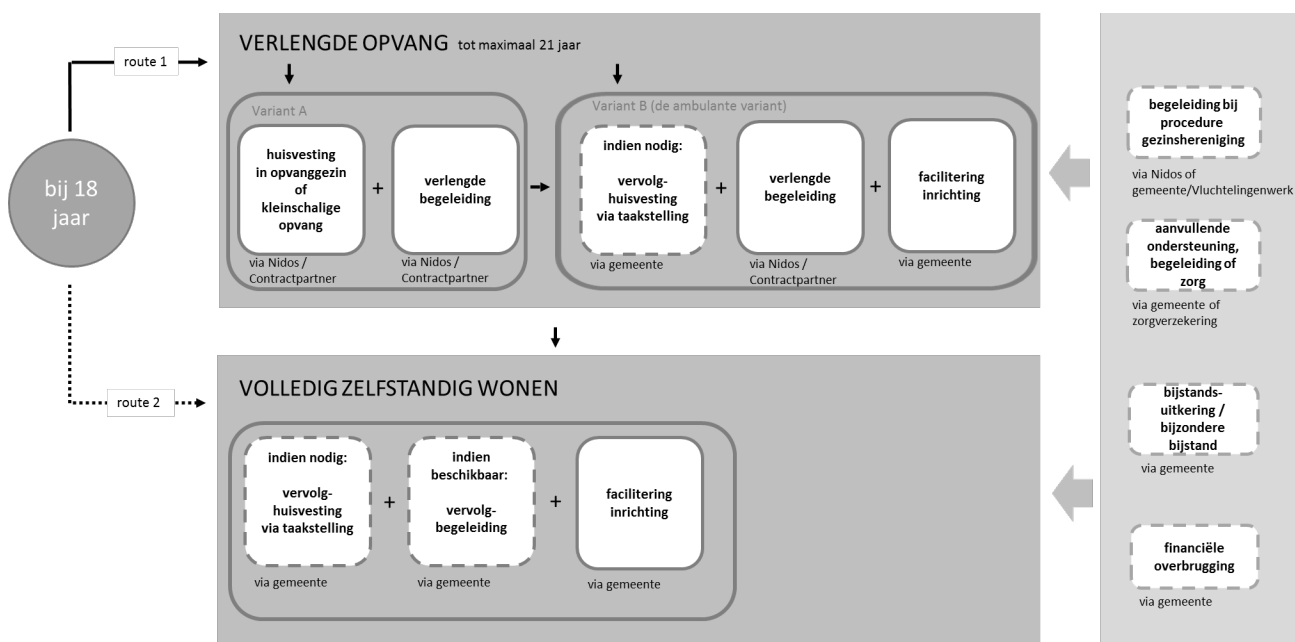 bij 18
jaar
route 1
VERLENGDE OPVANG tot maximaal 21 jaar
Variant A
huisvesting
in opvanggezin
of
kleinschalige
opvang
via Nidos /
Contractpartner
+
verlengde
begeleiding
via Nidos /
Contractpartner
Variant B (de ambulante variant)
indien nodig:
vervolg-
huisvesting
via taakstelling
via gemeente
+
verlengde
begeleiding
via Nidos /
Contractpartner
+
facilitering
inrichting
via gemeente
route 2
VOLLEDIG ZELFSTANDIG WONEN
indien nodig:
vervolg-
huisvesting
via taakstelling
via gemeente
+
indien
beschikbaar:
vervolg-
begeleiding
via gemeente
+
facilitering
inrichting
via gemeente
begeleiding bij
procedure
gezinshereniging
via Nidos of
gemeente/Vluchtelingenwerk
aanvullende
ondersteuning,
begeleiding of
zorg
via gemeente of
zorgverzekering
bijstands-
uitkering /
bijzondere
bijstand
via gemeente
financiële
overbrugging
via gemeente